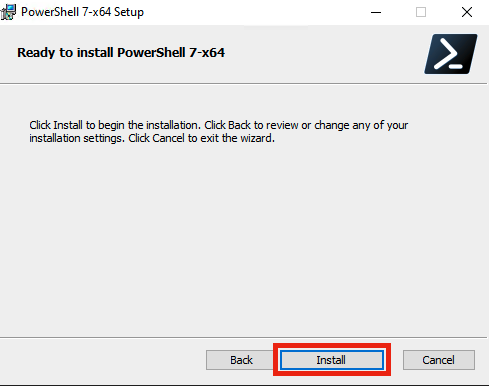 PowerShell 7-x64 Setup
Ready to install PowerShell 7-x64
Click Install to begin the installation. Click Back to review or change any of your
installation settings. Click Cancel to exit the wizard.
Back Install Cancel